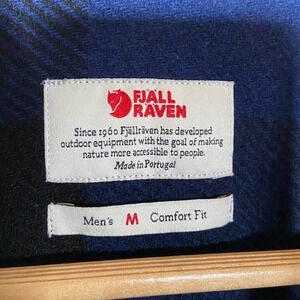 FJÄLL
RÄVEN
Since 1960 Fjällräven has developed
outdoor equipment with the goal of making
nature more accessible to people.
Made in Portugal
Men's M Comfort Fit